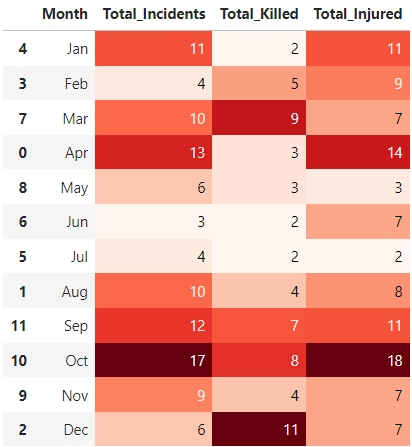 Month Total_Incidents Total_Killed Total_Injured
4 Jan 11 2 11
3 Feb 4 5 9
7 Mar 10 9 7
0 Apr 13 3 14
8 May 6 3 3
6 Jun 3 2 7
5 Jul 4 2 2
1 Aug 10 4 8
11 Sep 12 7 11
10 Oct 17 8 18
9 Nov 9 4 7
2 Dec 6 11 7